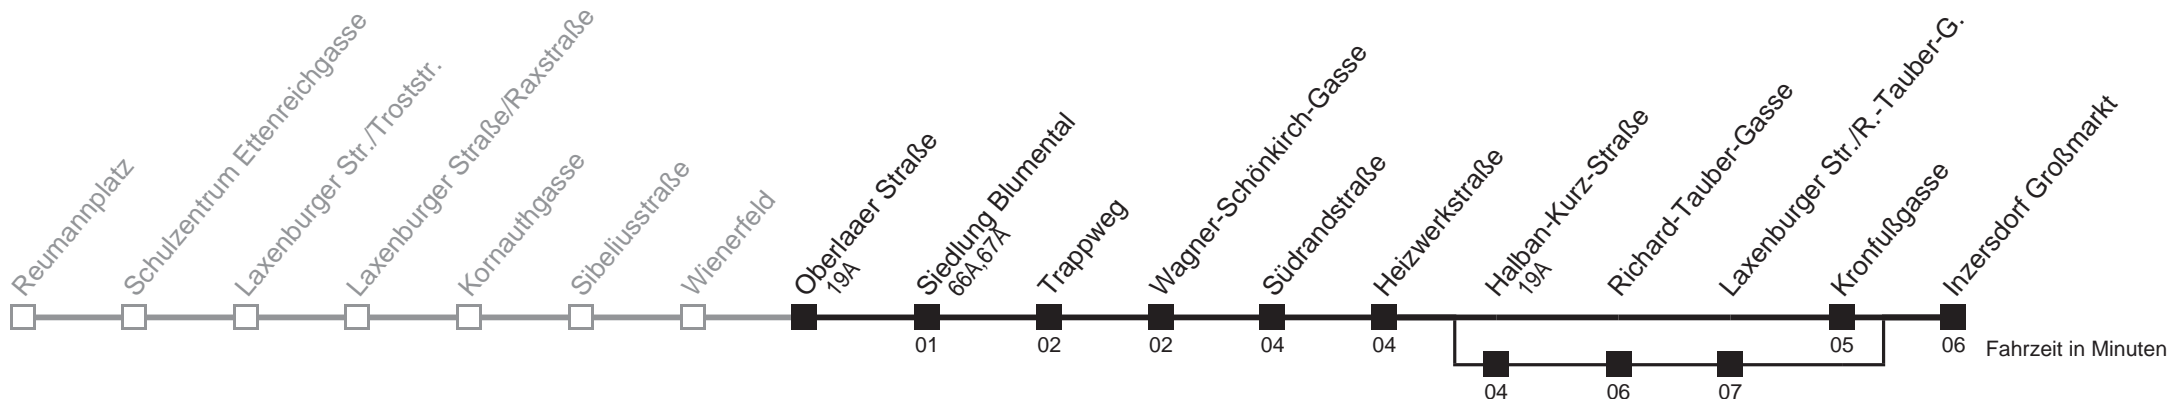 Reumannplatz
Schulzentrum Ettenreichgasse
Laxenburger Str./Troststr.
Laxenburger Straße/Raxstraße
Kornauthgasse
Sibeliusstraße
Wienerfeld
Oberlaaer Straße
19A
Siedlung Blumental
66A,67A
Trappweg
Wagner-Schönkirch-Gasse
Südrandstraße
Heizwerkstraße
Halban-Kurz-Straße
19A
Richard-Tauber-Gasse
Laxenburger Str./R.-Tauber-G.
Kronfußgasse
Inzersdorf Großmarkt
01
02
02
04
04
05
06
Fahrzeit in Minuten
04
06
07